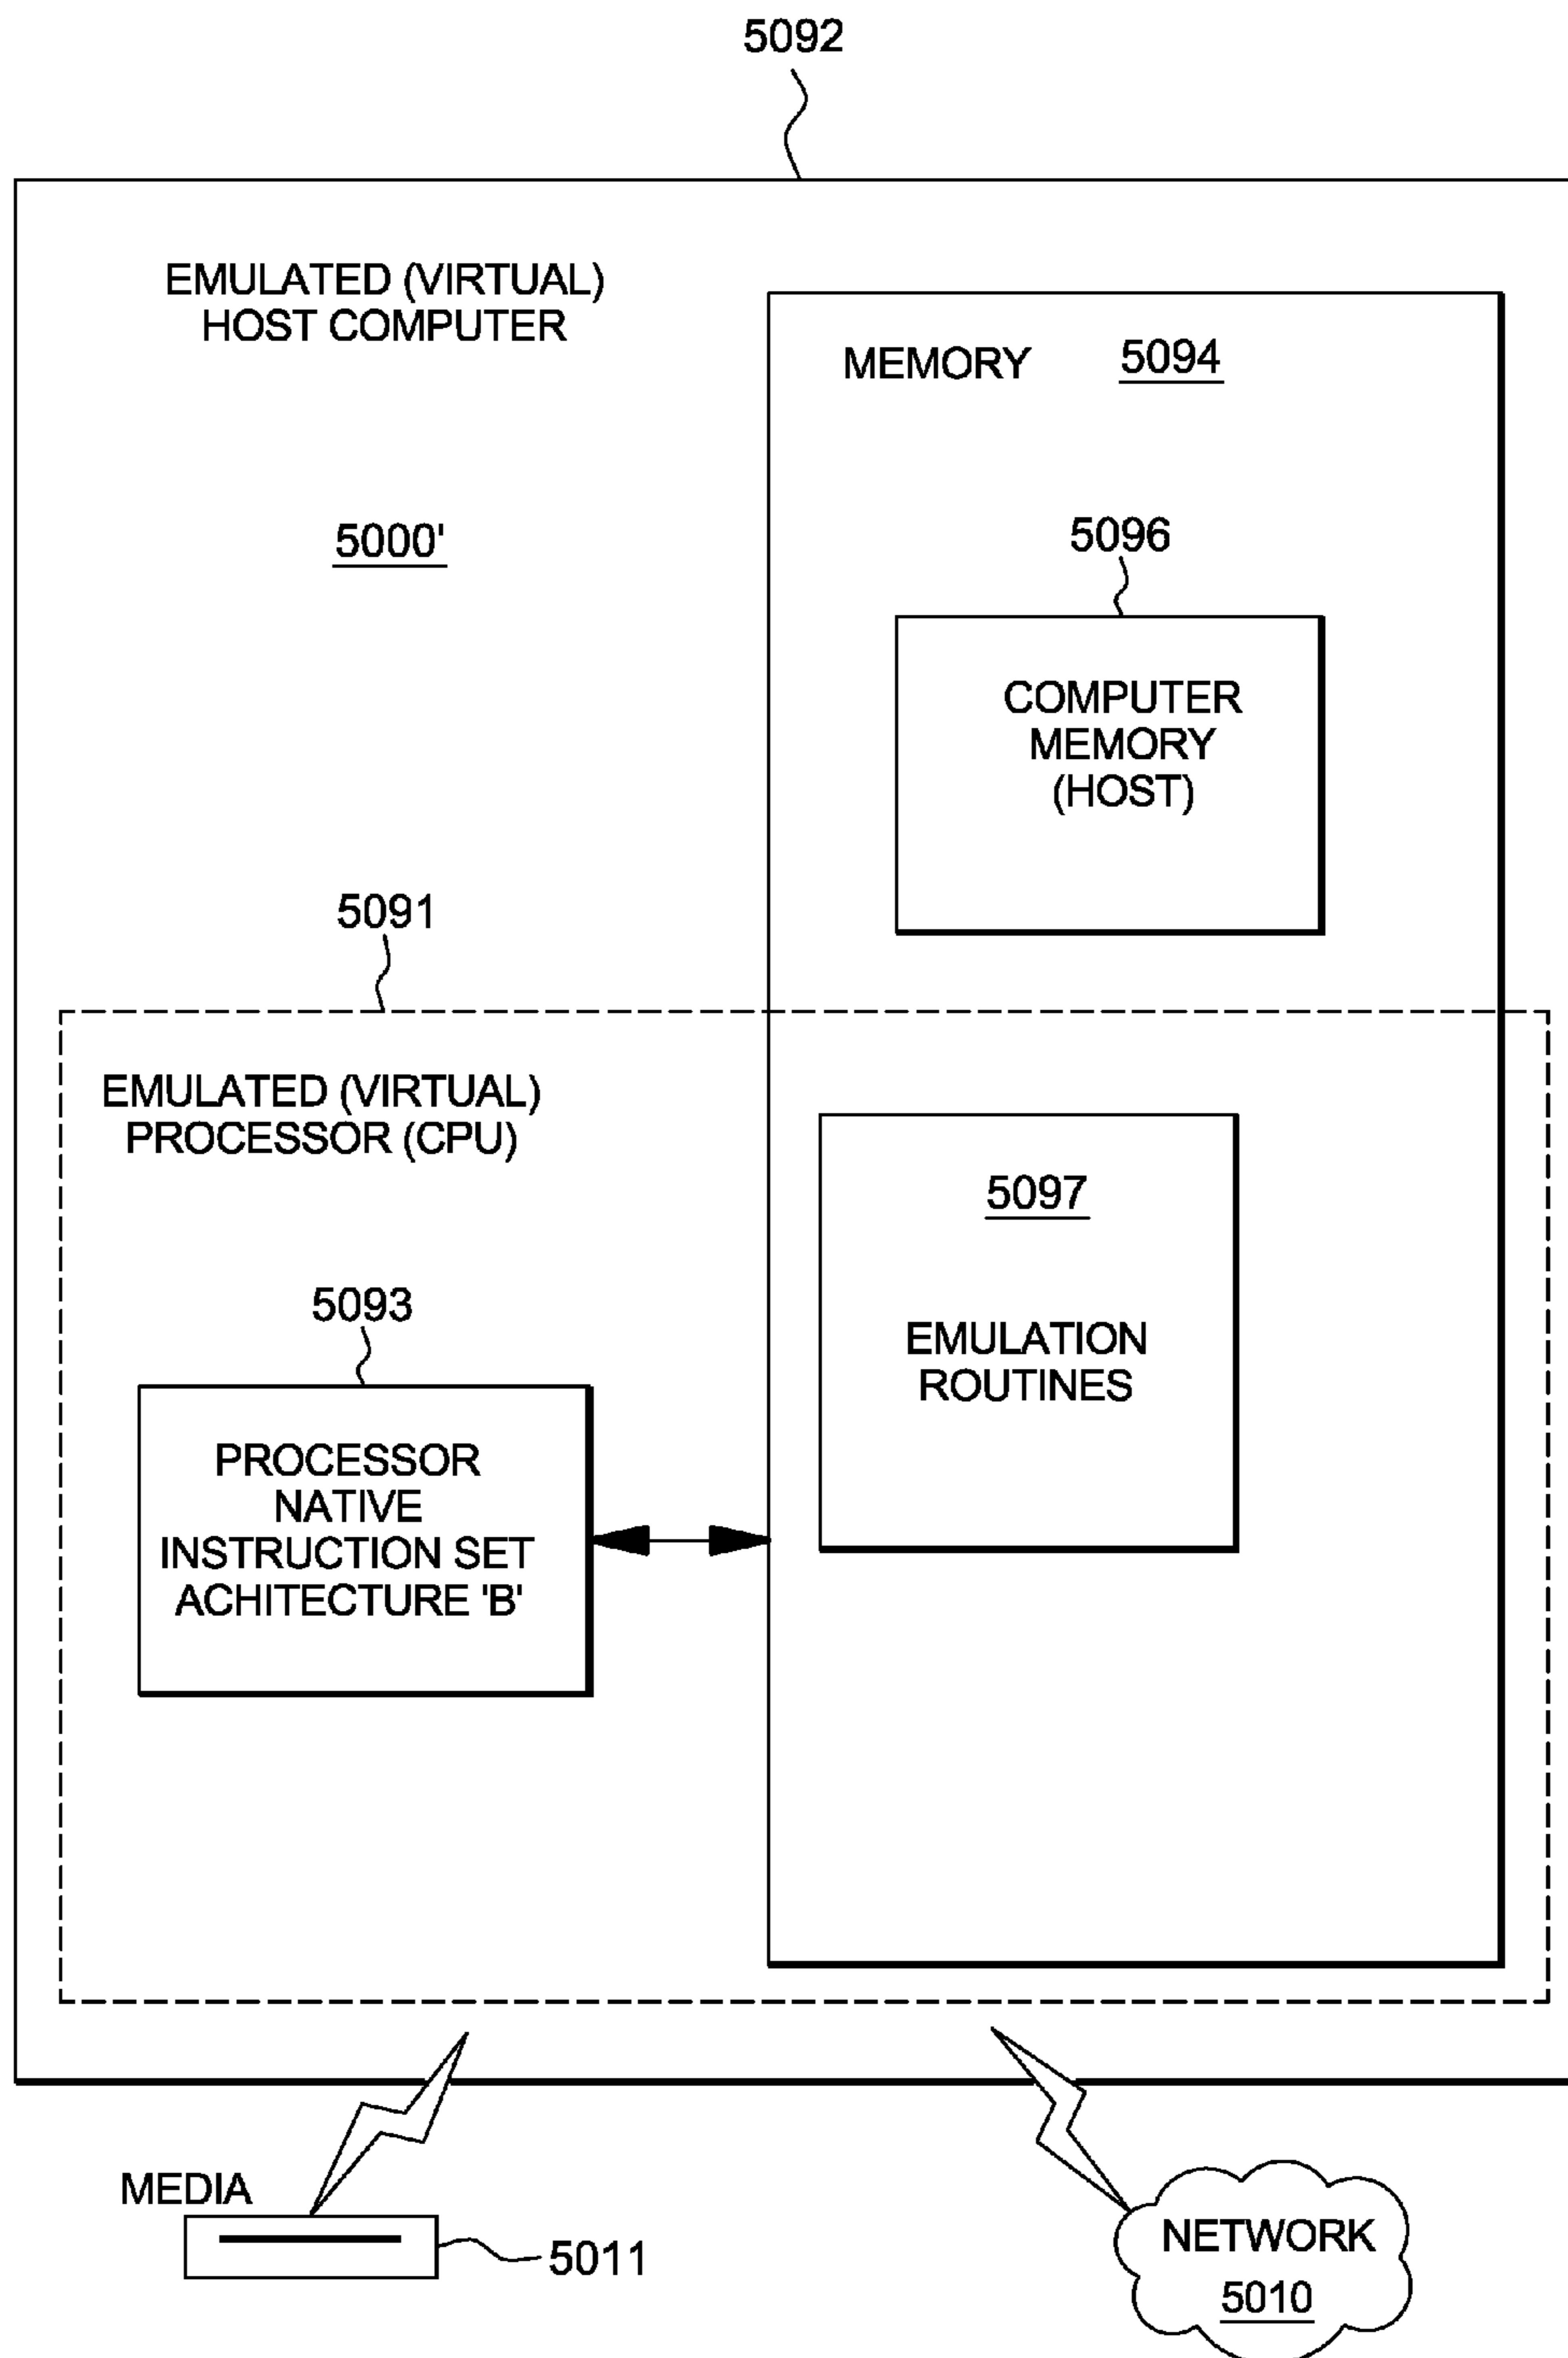 5092
EMULATED (VIRTUAL)
HOST COMPUTER
5000'
MEMORY 5094
5096
COMPUTER
MEMORY
(HOST)
5091
EMULATED (VIRTUAL)
PROCESSOR (CPU)
5097
EMULATION
ROUTINES
5093
PROCESSOR
NATIVE
INSTRUCTION SET
ACHITECTURE 'B'
MEDIA
5011
NETWORK
5010